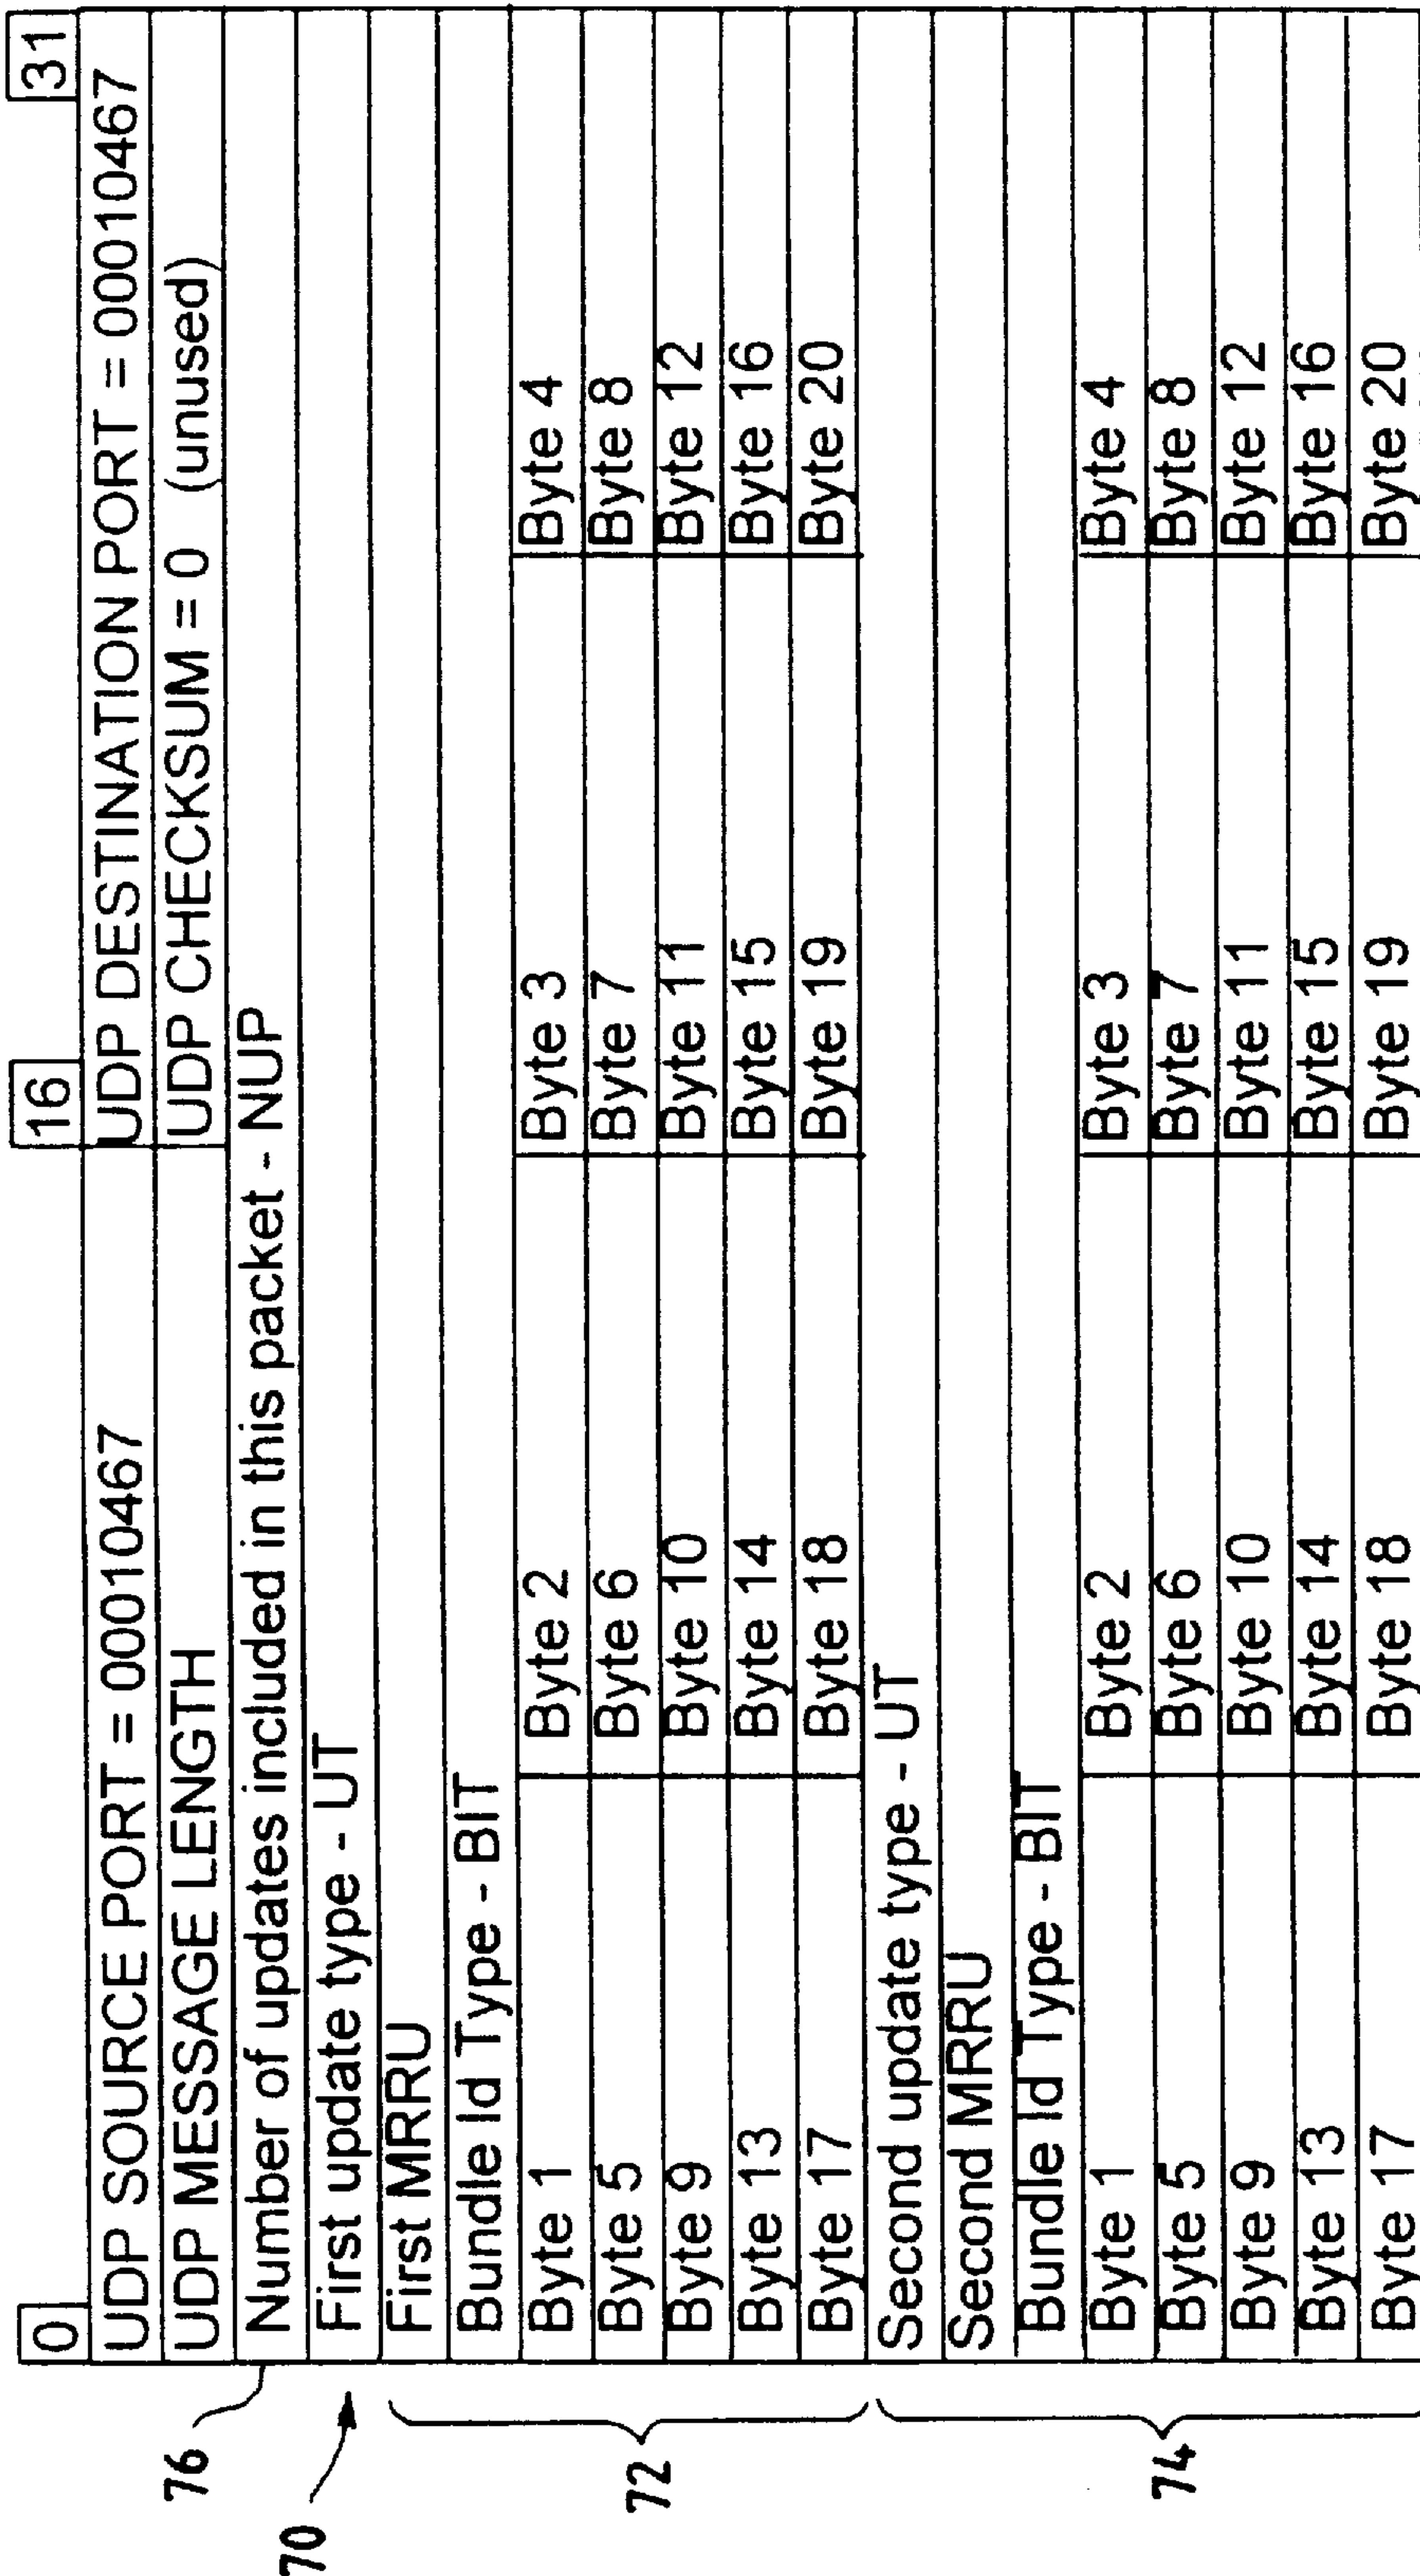 0 16 31
UDP SOURCE PORT = 00010467 UDP DESTINATION PORT = 00010467
UDP MESSAGE LENGTH UDP CHECKSUM = 0 (unused)
76 Number of updates included in this packet - NUP
70 First update type - UT
First MRRU
Bundle Id Type - BIT
Byte 1 Byte 2 Byte 3 Byte 4
Byte 5 Byte 6 Byte 7 Byte 8
72 Byte 9 Byte 10 Byte 11 Byte 12
Byte 13 Byte 14 Byte 15 Byte 16
Byte 17 Byte 18 Byte 19 Byte 20
Second update type - UT
Second MRRU
Bundle Id Type - BIT
74 Byte 1 Byte 2 Byte 3 Byte 4
Byte 5 Byte 6 Byte 7 Byte 8
Byte 9 Byte 10 Byte 11 Byte 12
Byte 13 Byte 14 Byte 15 Byte 16
Byte 17 Byte 18 Byte 19 Byte 20